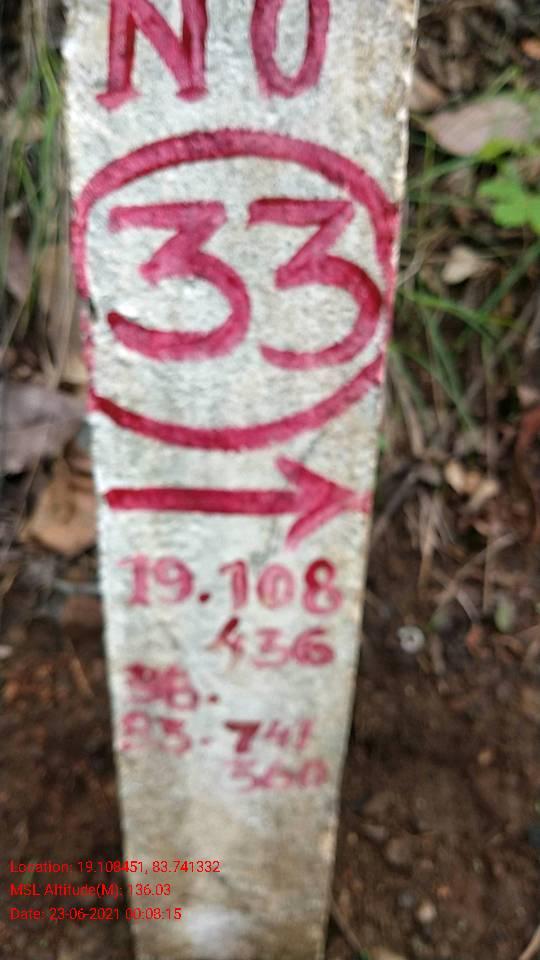 NO
33
19.108
436
83.741
Location: 19.108451, 83.741332
MSL Altitude(M): 136.03
Date: 23-06-2021 00:08:15